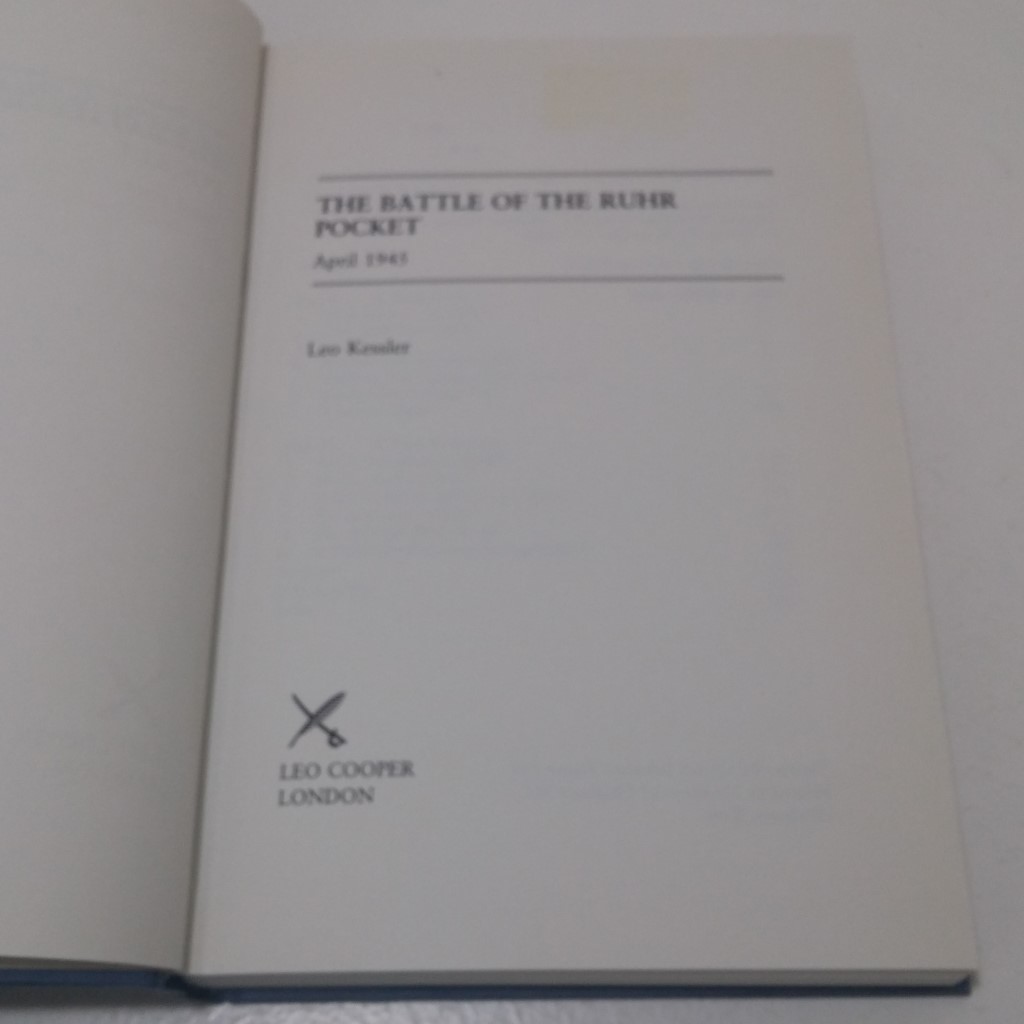 THE BATTLE OF THE RUHR
POCKET
April 1945
Leo Kessler
LEO COOPER
LONDON